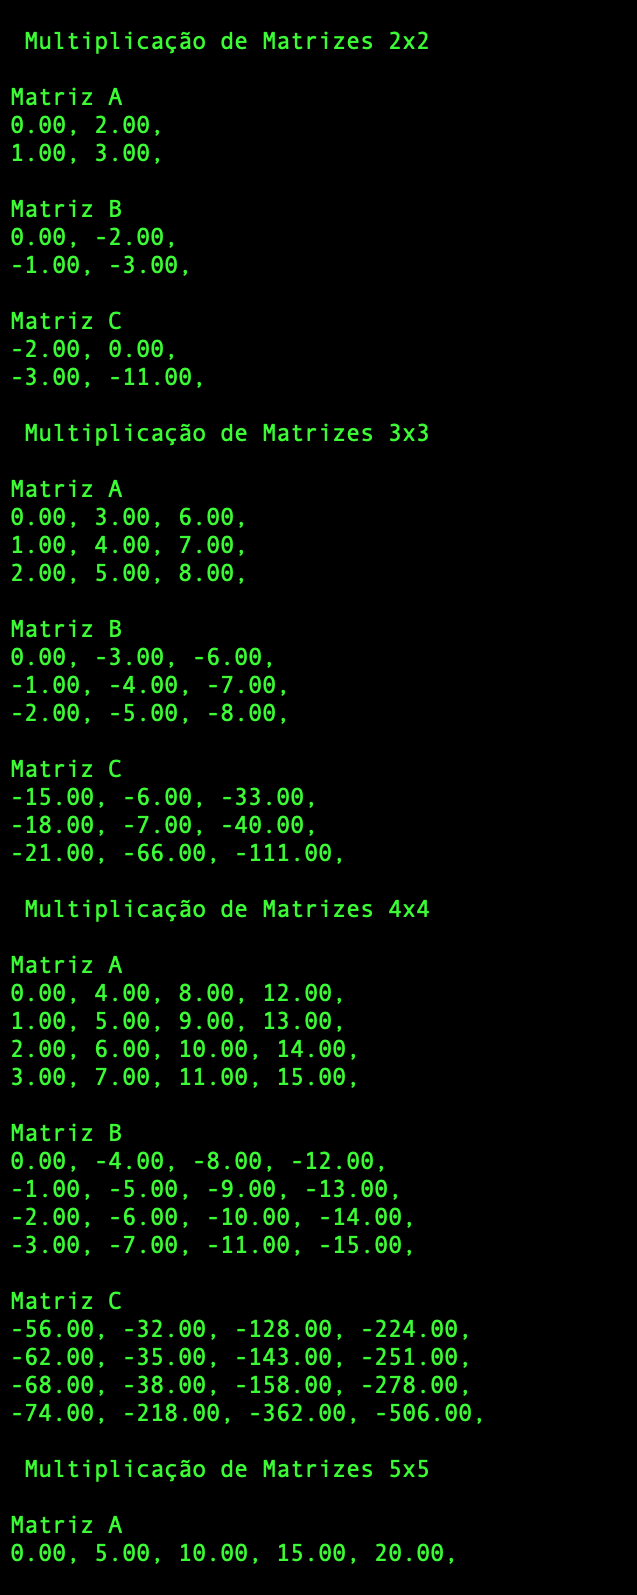 Multiplicação de Matrizes 2x2
Matriz A
0.00, 2.00,
1.00, 3.00,
Matriz B
0.00, -2.00,
-1.00, -3.00,
Matriz C
-2.00, 0.00,
-3.00, -11.00,
Multiplicação de Matrizes 3x3
Matriz A
0.00, 3.00, 6.00,
1.00, 4.00, 7.00,
2.00, 5.00, 8.00,
Matriz B
0.00, -3.00, -6.00,
-1.00, -4.00, -7.00,
-2.00, -5.00, -8.00,
Matriz C
-15.00, -6.00, -33.00,
-18.00, -7.00, -40.00,
-21.00, -66.00, -111.00,
Multiplicação de Matrizes 4x4
Matriz A
0.00, 4.00, 8.00, 12.00,
1.00, 5.00, 9.00, 13.00,
2.00, 6.00, 10.00, 14.00,
3.00, 7.00, 11.00, 15.00,
Matriz B
0.00, -4.00, -8.00, -12.00,
-1.00, -5.00, -9.00, -13.00,
-2.00, -6.00, -10.00, -14.00,
-3.00, -7.00, -11.00, -15.00,
Matriz C
-56.00, -32.00, -128.00, -224.00,
-62.00, -35.00, -143.00, -251.00,
-68.00, -38.00, -158.00, -278.00,
-74.00, -218.00, -362.00, -506.00,
Multiplicação de Matrizes 5x5
Matriz A
0.00, 5.00, 10.00, 15.00, 20.00,